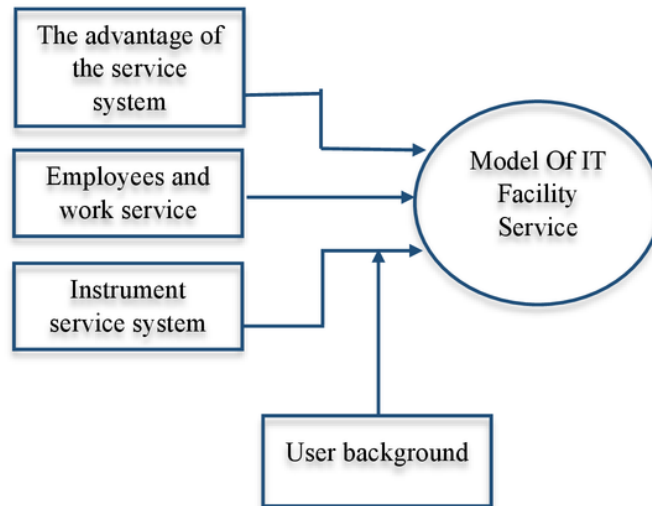 The advantage of
the service
system
Employees and
work service
Instrument
service system
Model Of IT
Facility
Service
User background